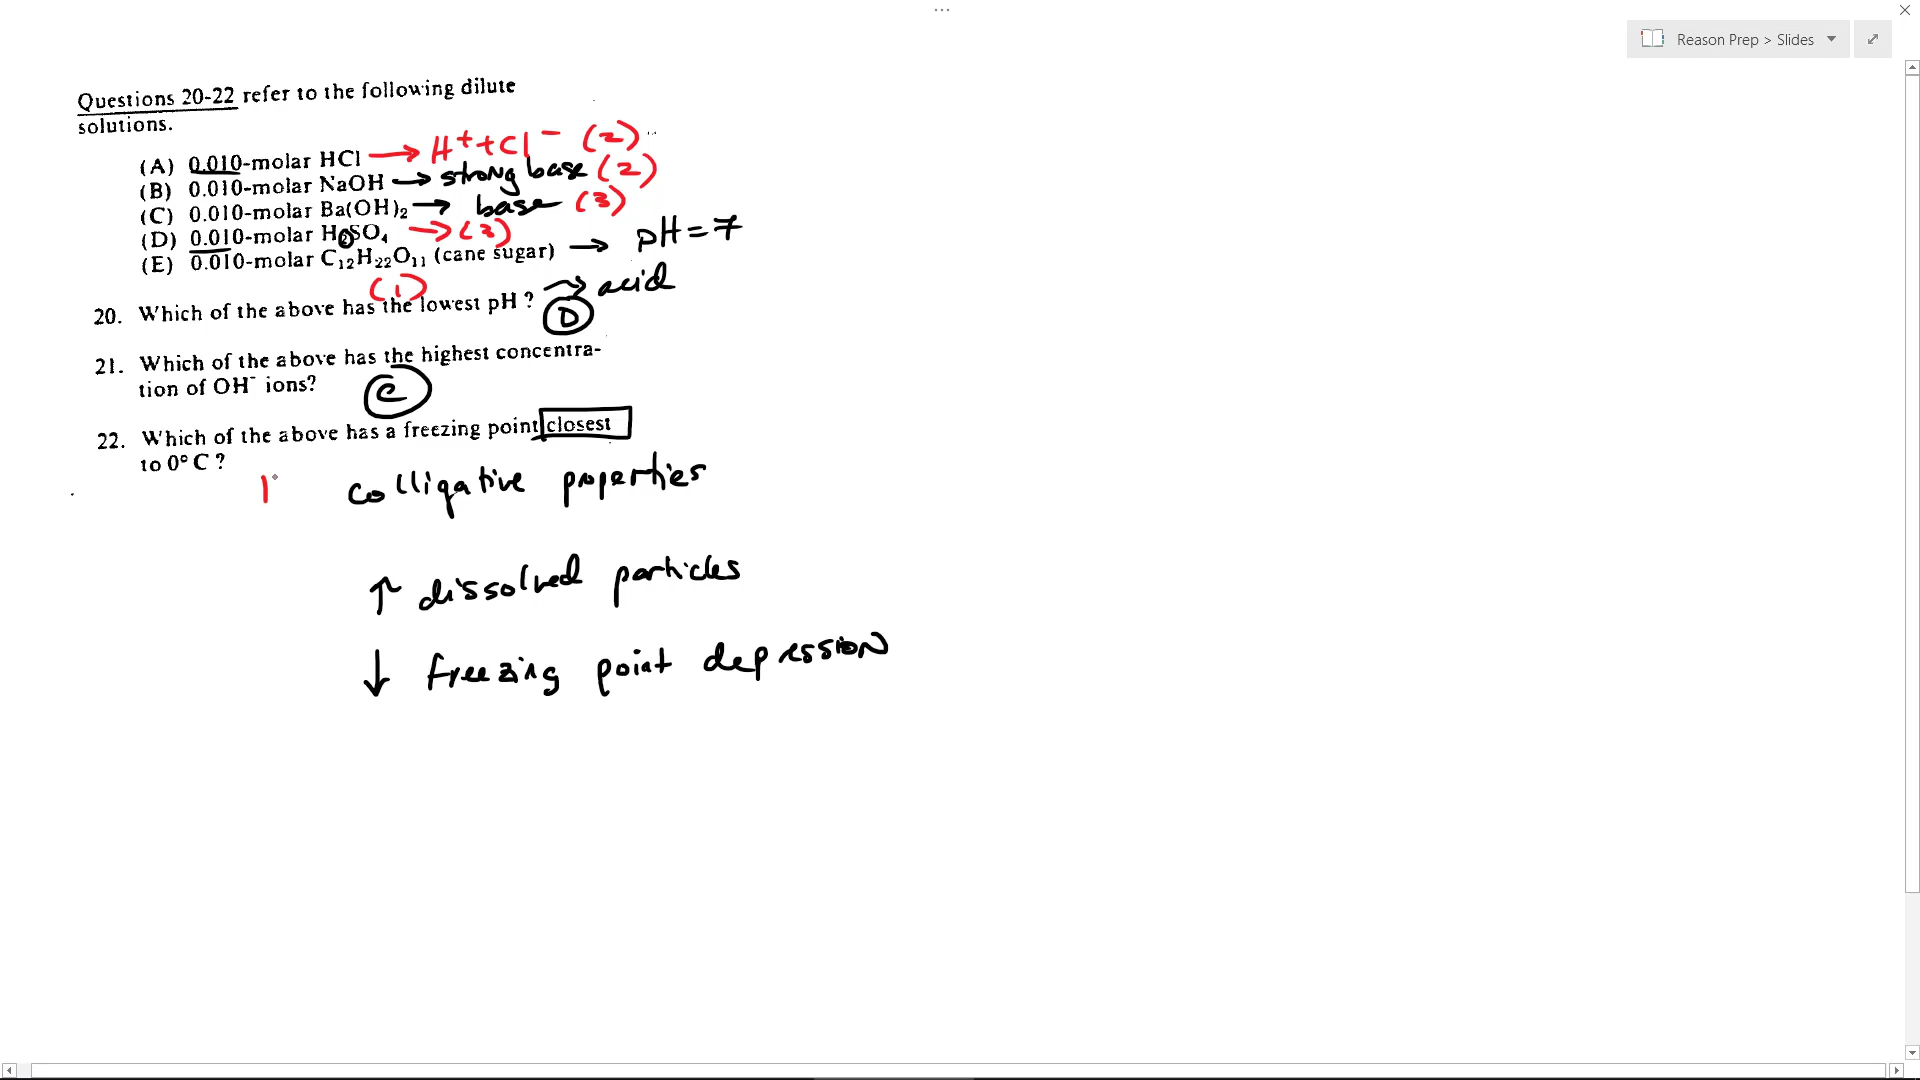 Reason Prep > Slides
Questions 20-22 refer to the following dilute
solutions.
(A) 0.010-molar HCl → H⁺ + Cl⁻ (2)
(B) 0.010-molar NaOH → strong base (2)
(C) 0.010-molar Ba(OH)₂ → base (3)
(D) 0.010-molar H₂SO₄ → (3)
(E) 0.010-molar C₁₂H₂₂O₁₁ (cane sugar) → pH = 7
(1)
20. Which of the above has the lowest pH? → acid
D
21. Which of the above has the highest concentra-
tion of OH⁻ ions?
C
22. Which of the above has a freezing point closest
to 0° C?
colligative properties
↑ dissolved particles
↓ freezing point depression